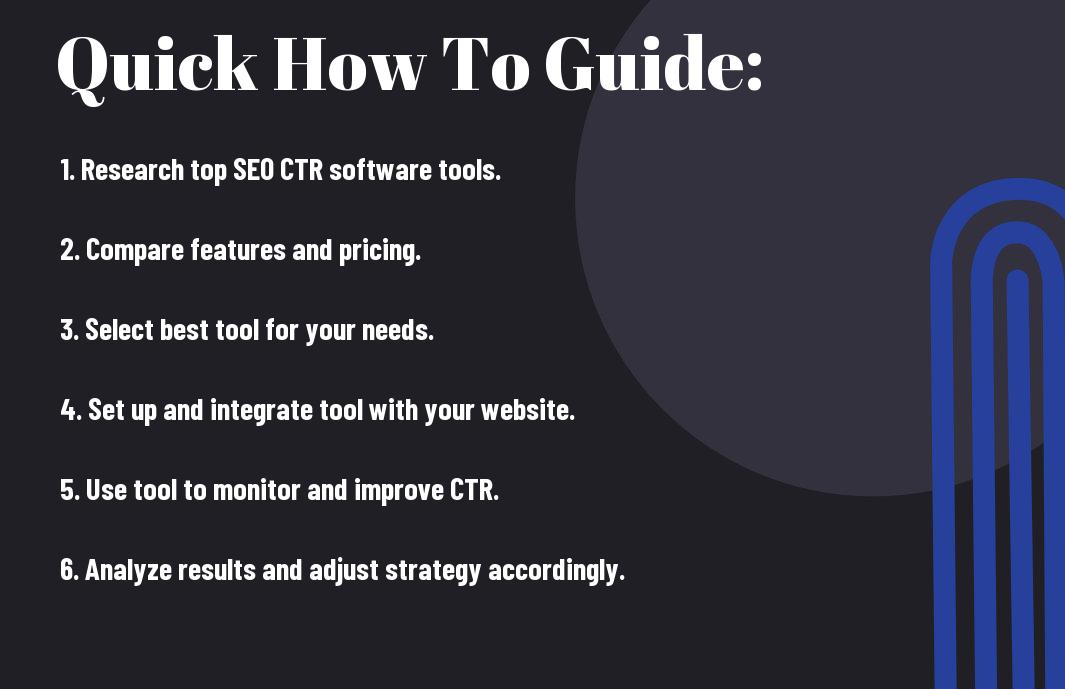 Quick How To Guide:
1. Research top SEO CTR software tools.
2. Compare features and pricing.
3. Select best tool for your needs.
4. Set up and integrate tool with your website.
5. Use tool to monitor and improve CTR.
6. Analyze results and adjust strategy accordingly.